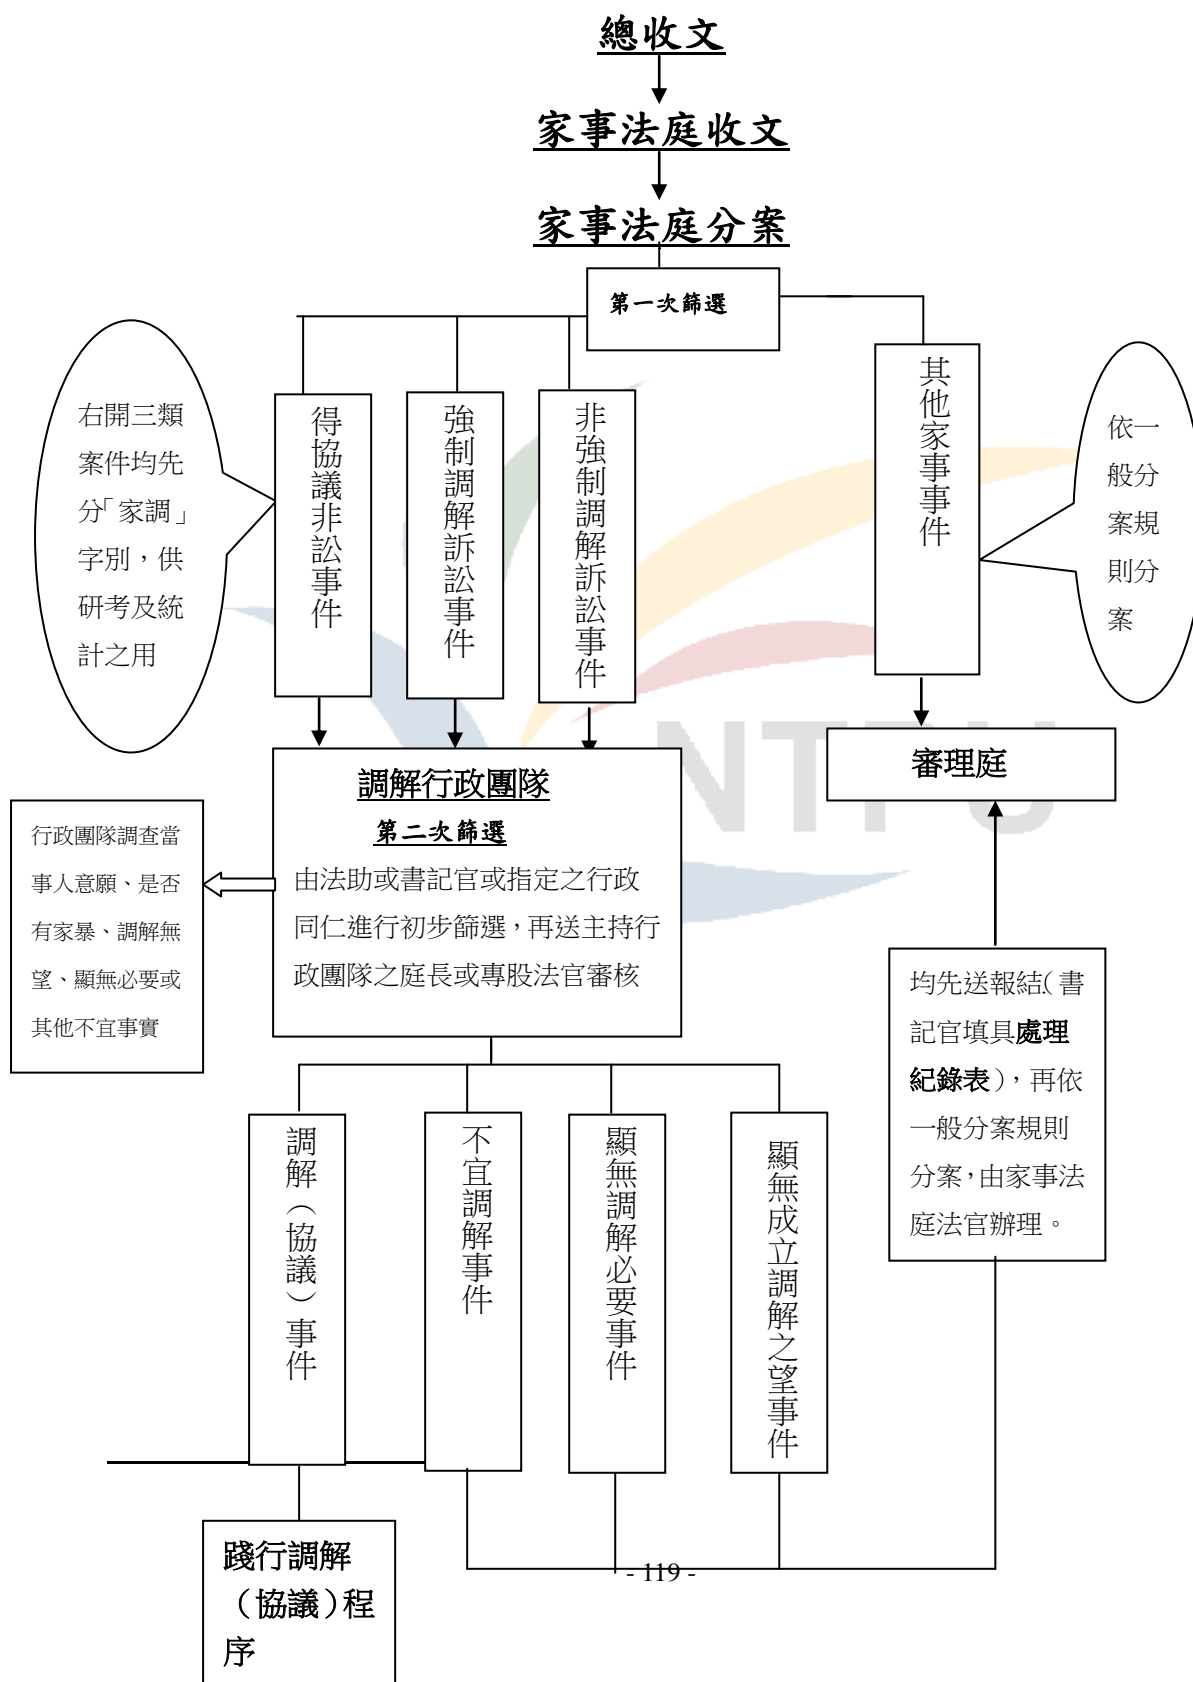 總收文
家事法庭收文
家事法庭分案
第一次篩選
右開三類
案件均先
分「家調」
字別，供
研考及統
計之用
得協議非訟事件
強制調解訴訟事件
非強制調解訴訟事件
其他家事事件
依一
般分
案規
則分
案
NTPU
調解行政團隊
第二次篩選
由法助或書記官或指定之行政
同仁進行初步篩選，再送主持行
政團隊之庭長或專股法官審核
審理庭
行政團隊調查當
事人意願、是否
有家暴、調解無
望、顯無必要或
其他不宜事實
均先送報結（書
記官填具處理
紀錄表），再依
一般分案規則
分案，由家事法
庭法官辦理。
調解（協議）事件
不宜調解事件
顯無調解必要事件
顯無成立調解之望事件
踐行調解
（協議）程
序
- 119 -